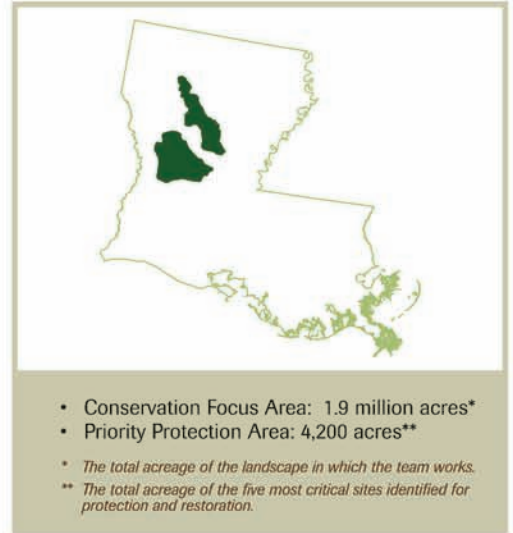 • Conservation Focus Area: 1.9 million acres*
• Priority Protection Area: 4,200 acres**
* The total acreage of the landscape in which the team works.
** The total acreage of the five most critical sites identified for
protection and restoration.